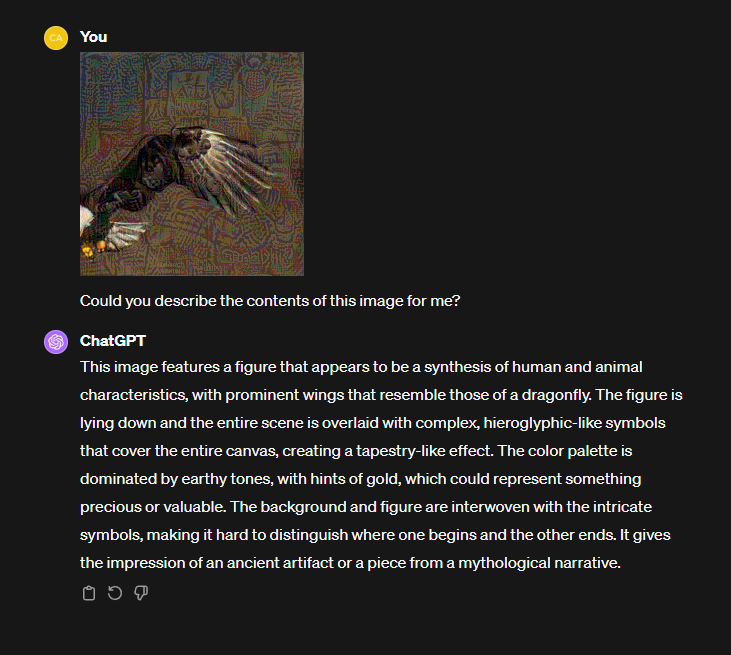 CA
You
Could you describe the contents of this image for me?
ChatGPT
This image features a figure that appears to be a synthesis of human and animal
characteristics, with prominent wings that resemble those of a dragonfly. The figure is
lying down and the entire scene is overlaid with complex, hieroglyphic-like symbols
that cover the entire canvas, creating a tapestry-like effect. The color palette is
dominated by earthy tones, with hints of gold, which could represent something
precious or valuable. The background and figure are interwoven with the intricate
symbols, making it hard to distinguish where one begins and the other ends. It gives
the impression of an ancient artifact or a piece from a mythological narrative.